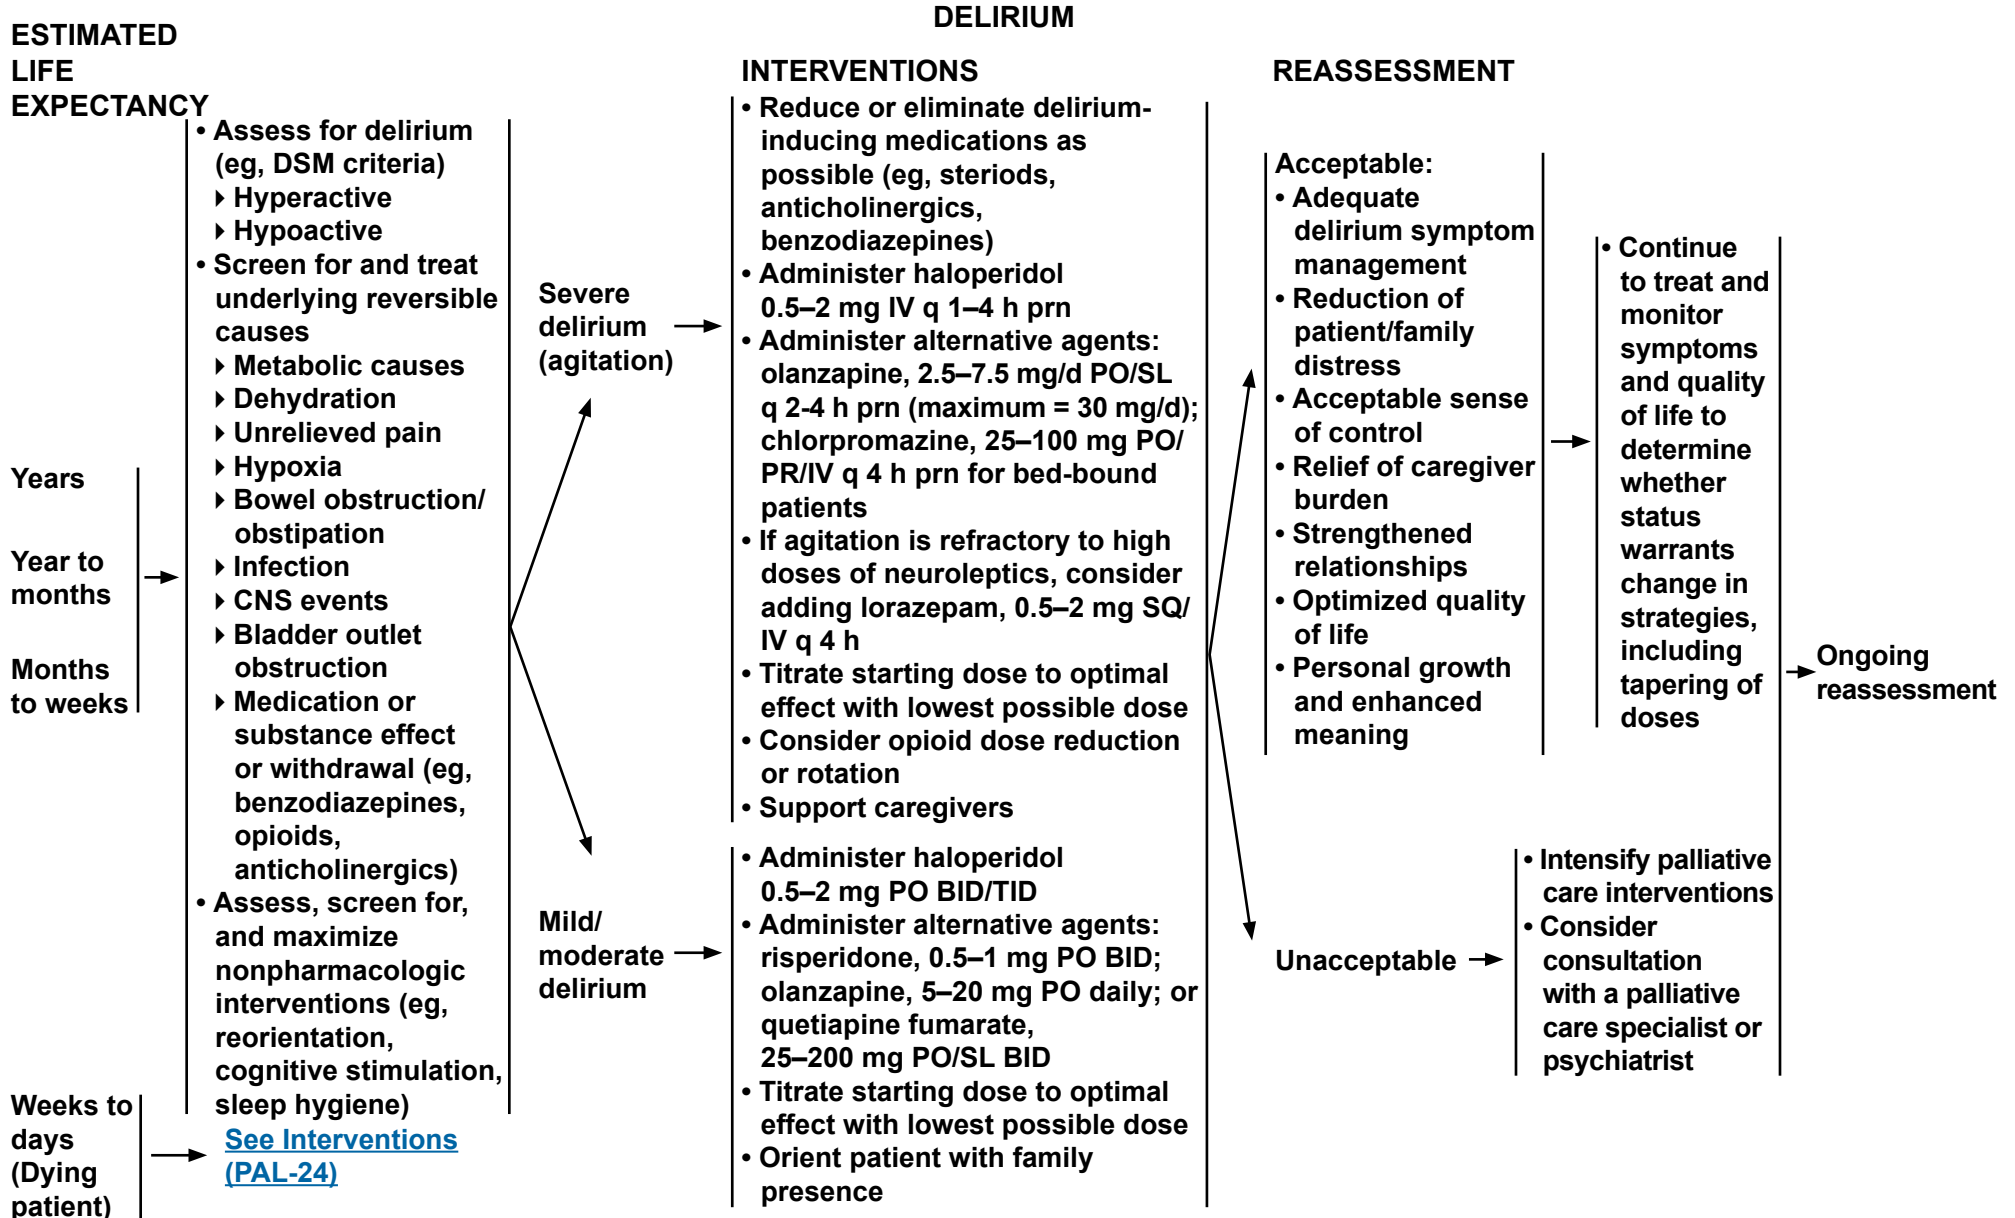 DELIRIUM
ESTIMATED
LIFE
EXPECTANCY
INTERVENTIONS
REASSESSMENT
Years
Year to
months
Months
to weeks
• Assess for delirium
(eg, DSM criteria)
▸ Hyperactive
▸ Hypoactive
• Screen for and treat
underlying reversible
causes
▸ Metabolic causes
▸ Dehydration
▸ Unrelieved pain
▸ Hypoxia
▸ Bowel obstruction/
obstipation
▸ Infection
▸ CNS events
▸ Bladder outlet
obstruction
▸ Medication or
substance effect
or withdrawal (eg,
benzodiazepines,
opioids,
anticholinergics)
• Assess, screen for,
and maximize
nonpharmacologic
interventions (eg,
reorientation,
cognitive stimulation,
sleep hygiene)
Weeks to
days
(Dying
patient)
See Interventions
(PAL-24)
Severe
delirium
(agitation)
• Reduce or eliminate delirium-
inducing medications as
possible (eg, steriods,
anticholinergics,
benzodiazepines)
• Administer haloperidol
0.5–2 mg IV q 1–4 h prn
• Administer alternative agents:
olanzapine, 2.5–7.5 mg/d PO/SL
q 2-4 h prn (maximum = 30 mg/d);
chlorpromazine, 25–100 mg PO/
PR/IV q 4 h prn for bed-bound
patients
• If agitation is refractory to high
doses of neuroleptics, consider
adding lorazepam, 0.5–2 mg SQ/
IV q 4 h
• Titrate starting dose to optimal
effect with lowest possible dose
• Consider opioid dose reduction
or rotation
• Support caregivers
Mild/
moderate
delirium
• Administer haloperidol
0.5–2 mg PO BID/TID
• Administer alternative agents:
risperidone, 0.5–1 mg PO BID;
olanzapine, 5–20 mg PO daily; or
quetiapine fumarate,
25–200 mg PO/SL BID
• Titrate starting dose to optimal
effect with lowest possible dose
• Orient patient with family
presence
Acceptable:
• Adequate
delirium symptom
management
• Reduction of
patient/family
distress
• Acceptable sense
of control
• Relief of caregiver
burden
• Strengthened
relationships
• Optimized quality
of life
• Personal growth
and enhanced
meaning
• Continue
to treat and
monitor
symptoms
and quality
of life to
determine
whether
status
warrants
change in
strategies,
including
tapering of
doses
Unacceptable
• Intensify palliative
care interventions
• Consider
consultation
with a palliative
care specialist or
psychiatrist
Ongoing
reassessment